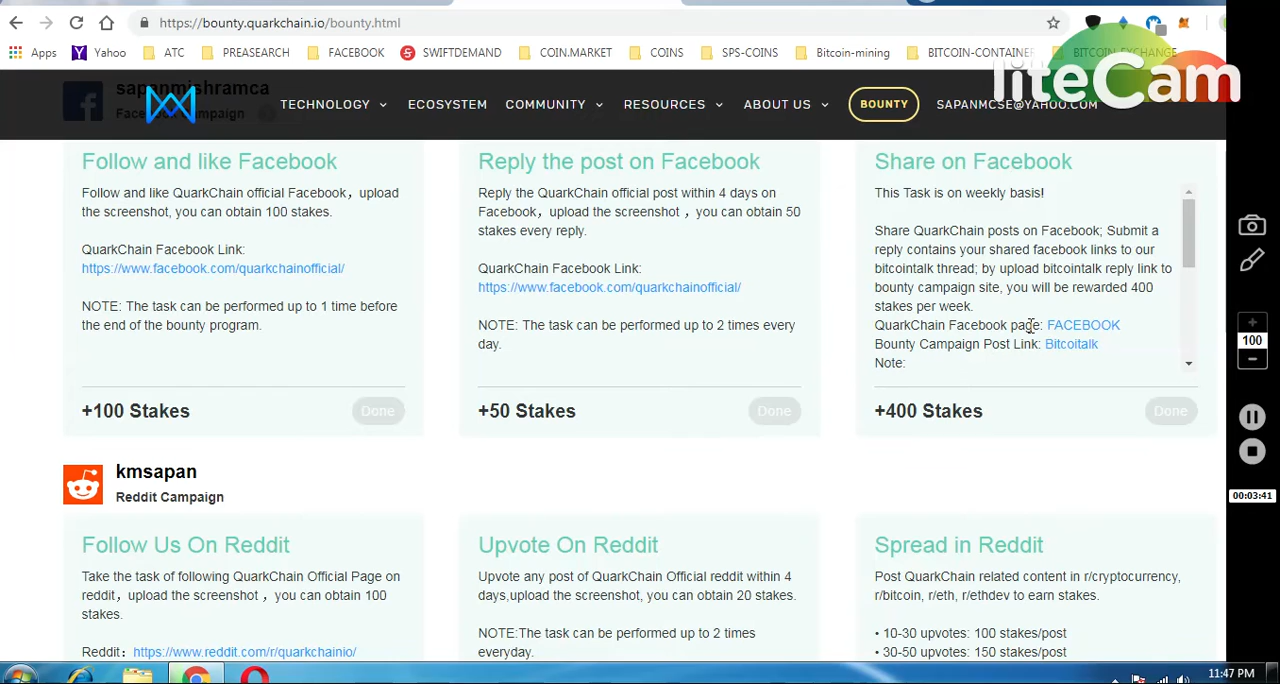 https://bounty.quarkchain.io/bounty.html
Apps Yahoo ATC PREASEARCH FACEBOOK SWIFTDEMAND COIN.MARKET COINS SPS-COINS Bitcoin-mining BITCOIN-CONTAINER BITCOIN-EXCHANGE
liteCam
sapanmishramca
Facebook Campaign
TECHNOLOGY ECOSYSTEM COMMUNITY RESOURCES ABOUT US BOUNTY SAPANMCSE@YAHOO.COM
Follow and like Facebook
Follow and like QuarkChain official Facebook，upload
the screenshot, you can obtain 100 stakes.
QuarkChain Facebook Link:
https://www.facebook.com/quarkchainofficial/
NOTE: The task can be performed up to 1 time before
the end of the bounty program.
+100 Stakes
Done
Reply the post on Facebook
Reply the QuarkChain official post within 4 days on
Facebook，upload the screenshot，you can obtain 50
stakes every reply.
QuarkChain Facebook Link:
https://www.facebook.com/quarkchainofficial/
NOTE: The task can be performed up to 2 times every
day.
+50 Stakes
Done
Share on Facebook
This Task is on weekly basis!
Share QuarkChain posts on Facebook; Submit a
reply contains your shared facebook links to our
bitcointalk thread; by upload bitcointalk reply link to
bounty campaign site, you will be rewarded 400
stakes per week.
QuarkChain Facebook page: FACEBOOK
Bounty Campaign Post Link: Bitcoitalk
Note:
+400 Stakes
Done
kmsapan
Reddit Campaign
Follow Us On Reddit
Take the task of following QuarkChain Official Page on
reddit，upload the screenshot，you can obtain 100
stakes.
Reddit：https://www.reddit.com/r/quarkchainio/
Upvote On Reddit
Upvote any post of QuarkChain Official reddit within 4
days,upload the screenshot, you can obtain 20 stakes.
NOTE:The task can be performed up to 2 times
everyday.
Spread in Reddit
Post QuarkChain related content in r/cryptocurrency,
r/bitcoin, r/eth, r/ethdev to earn stakes.
• 10-30 upvotes: 100 stakes/post
• 30-50 upvotes: 150 stakes/post
100
00:03:41
11:47 PM